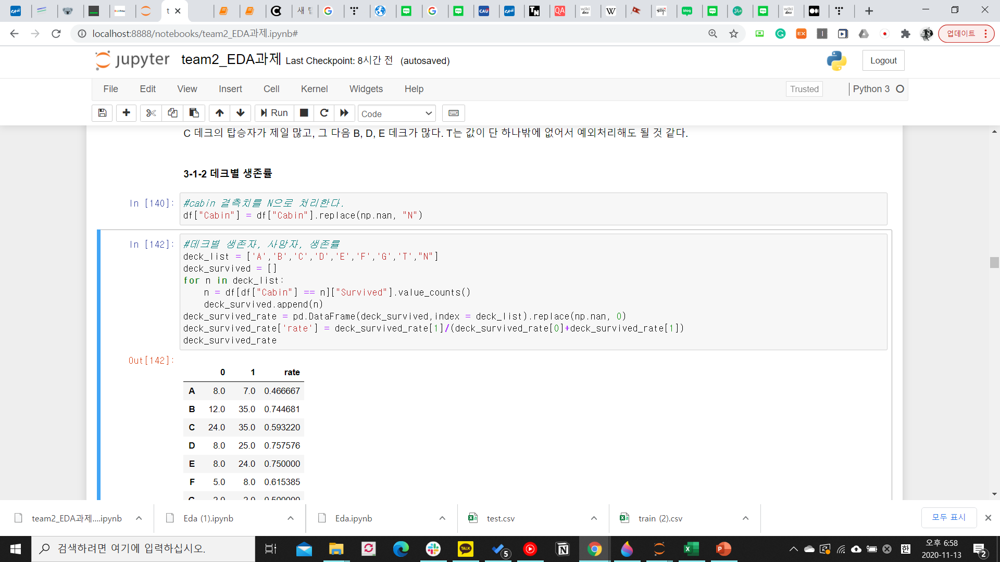 t
새 탭
localhost:8888/notebooks/team2_EDA과제.ipynb#
업데이트
jupyter team2_EDA과제 Last Checkpoint: 8시간 전 (autosaved)
Logout
File Edit View Insert Cell Kernel Widgets Help
Trusted
Python 3
Run
Code
C 데크의 탑승자가 제일 많고, 그 다음 B, D, E 데크가 많다. T는 값이 단 하나밖에 없어서 예외처리해도 될 것 같다.
3-1-2 데크별 생존률
In [140]: #cabin 결측치를 N으로 처리한다.
df["Cabin"] = df["Cabin"].replace(np.nan, "N")
In [142]: #데크별 생존자, 사망자, 생존률
deck_list = ['A','B','C','D','E','F','G','T',"N"]
deck_survived = []
for n in deck_list:
    n = df[df["Cabin"] == n]["Survived"].value_counts()
    deck_survived.append(n)
deck_survived_rate = pd.DataFrame(deck_survived,index = deck_list).replace(np.nan, 0)
deck_survived_rate['rate'] = deck_survived_rate[1]/(deck_survived_rate[0]+deck_survived_rate[1])
deck_survived_rate
Out[142]:
0 1 rate
A 8.0 7.0 0.466667
B 12.0 35.0 0.744681
C 24.0 35.0 0.593220
D 8.0 25.0 0.757576
E 8.0 24.0 0.750000
F 5.0 8.0 0.615385
G 2.0 2.0 0.500000
team2_EDA과제....ipynb
Eda (1).ipynb
Eda.ipynb
test.csv
train (2).csv
모두 표시
검색하려면 여기에 입력하십시오.
TALK
5
한
오후 6:58
2020-11-13
2